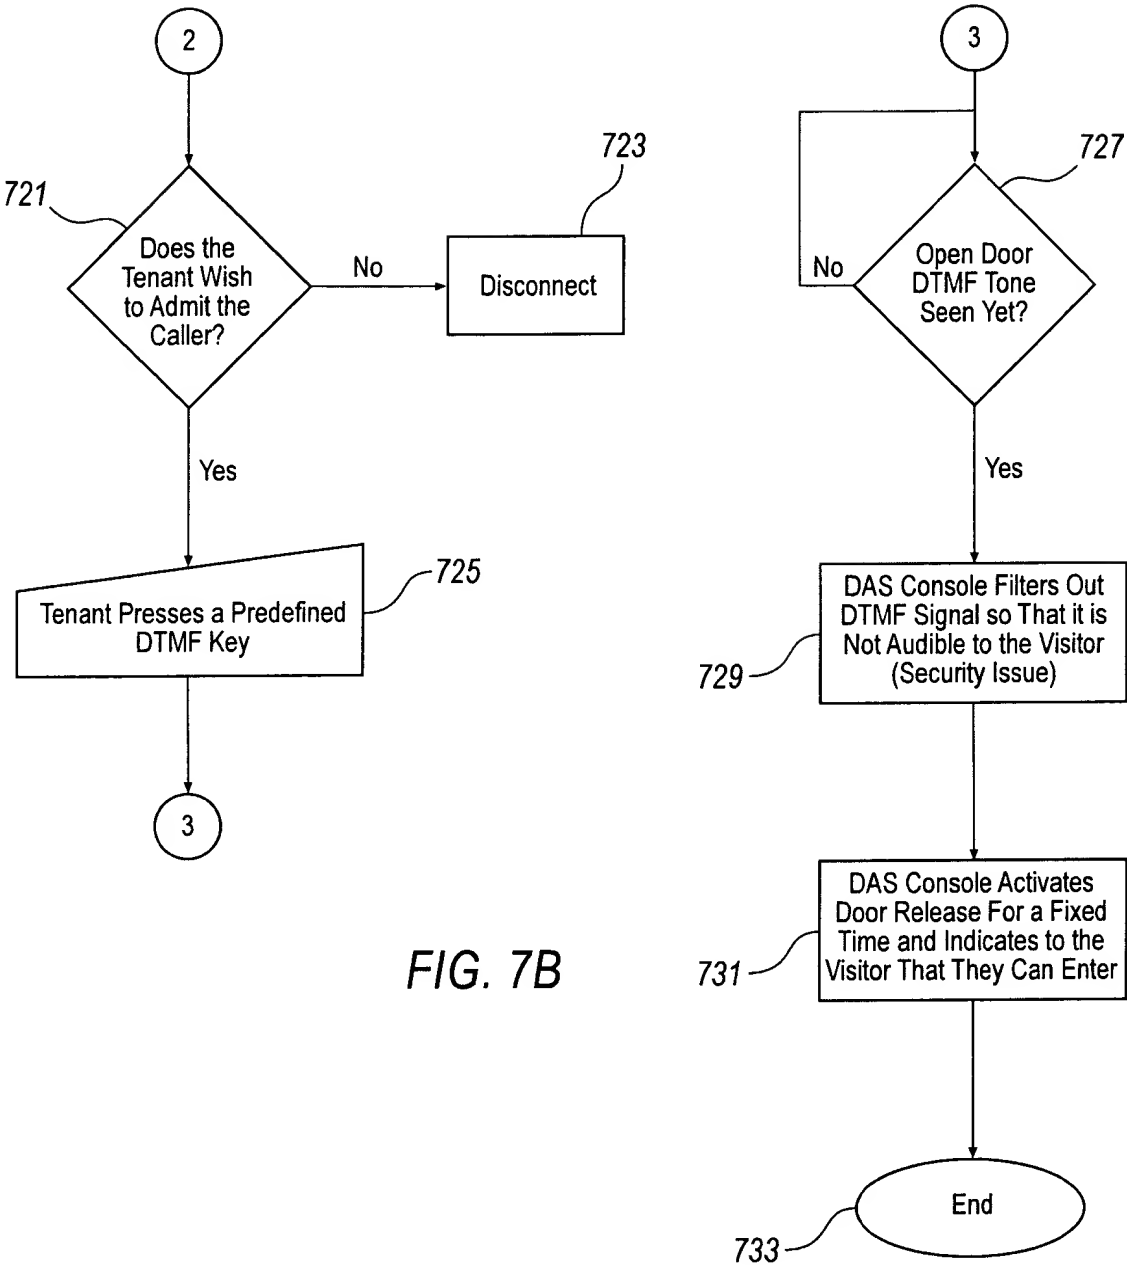 2
721
Does the
Tenant Wish
to Admit the
Caller?
No
723
Disconnect
Yes
725
Tenant Presses a Predefined
DTMF Key
3
FIG. 7B
3
727
Open Door
DTMF Tone
Seen Yet?
No
Yes
DAS Console Filters Out
DTMF Signal so That it is
Not Audible to the Visitor
(Security Issue)
729
DAS Console Activates
Door Release For a Fixed
Time and Indicates to the
Visitor That They Can Enter
731
End
733